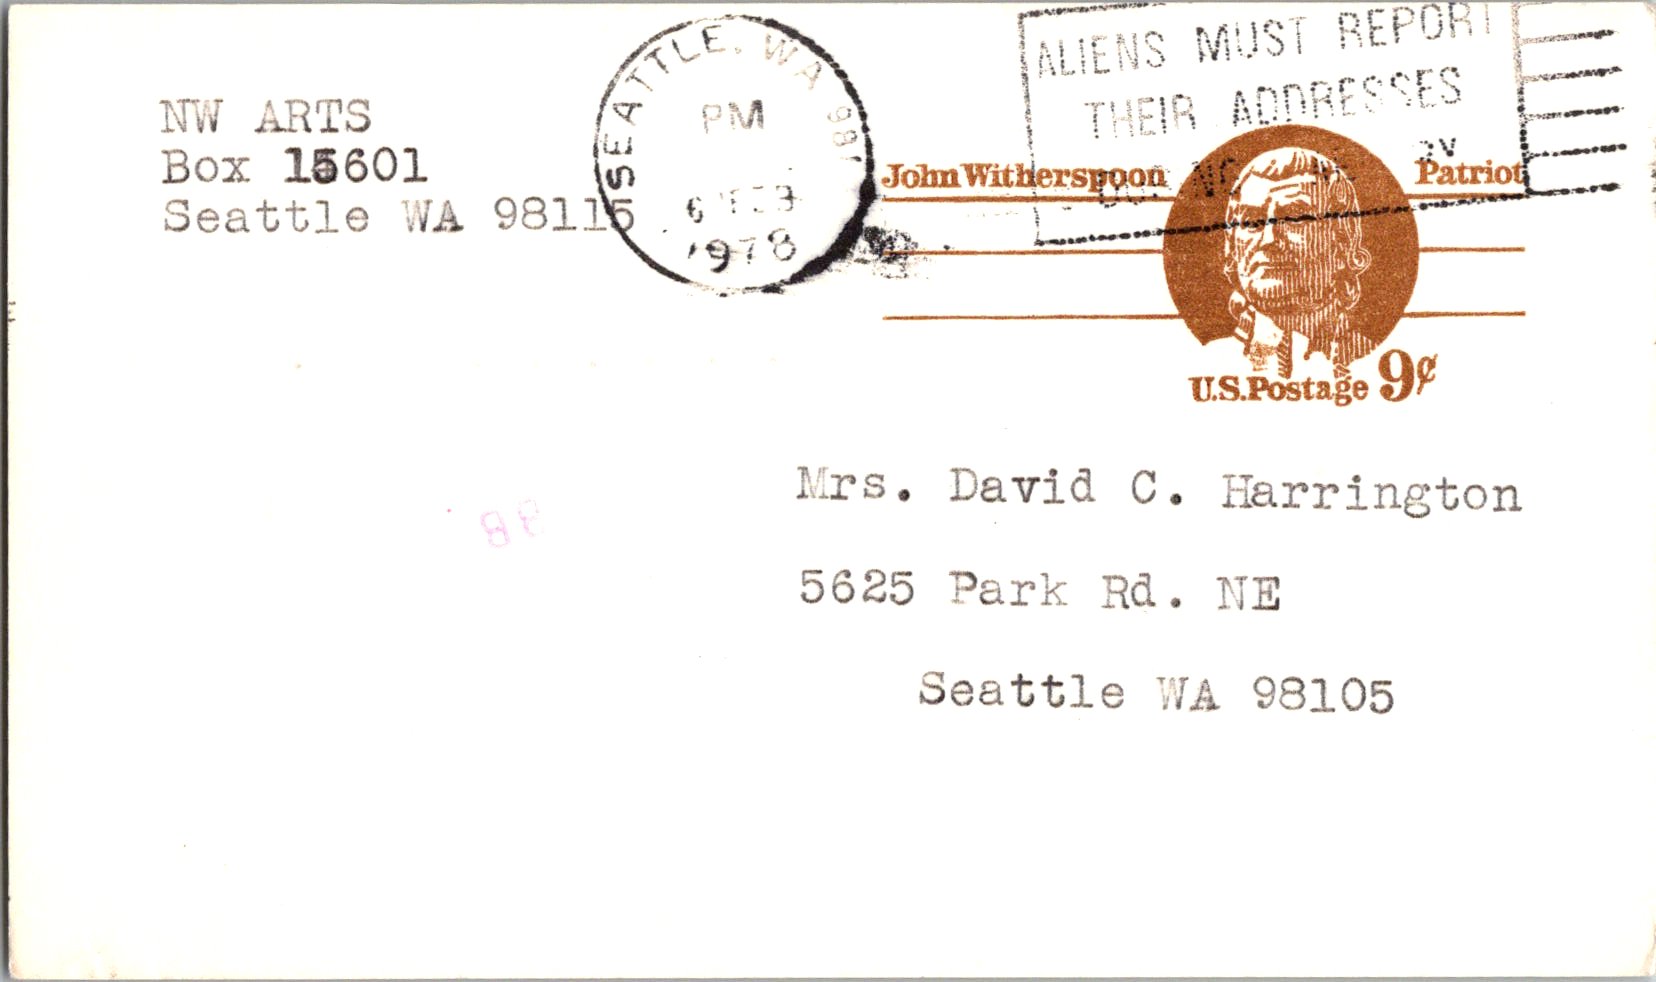 NW ARTS
Box 15601
Seattle WA 98115
SEATTLE, WA 981
PM
1978
ALIENS MUST REPORT
THEIR ADDRESSES
John Witherspoon Patriot
U.S. Postage 9¢
Mrs. David C. Harrington
5625 Park Rd. NE
Seattle WA 98105